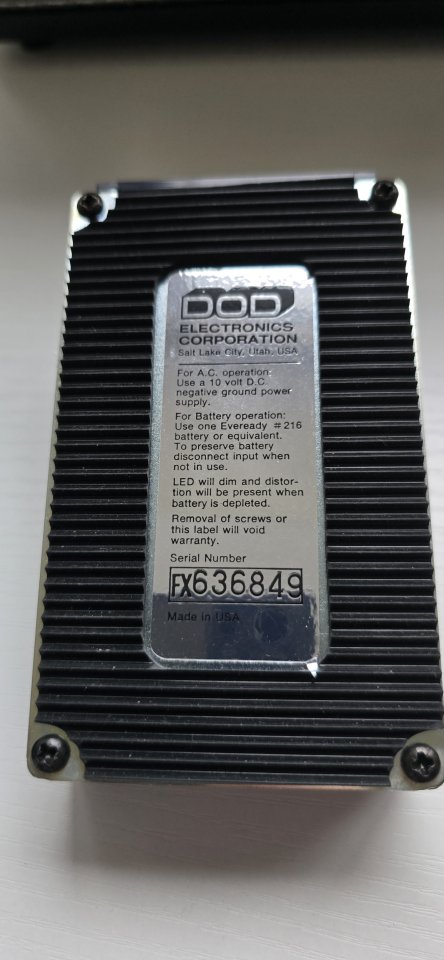 DOD
ELECTRONICS
CORPORATION
Salt Lake City, Utah, USA
For A.C. operation:
Use a 10 volt D.C.
negative ground power
supply.
For Battery operation:
Use one Eveready #216
battery or equivalent.
To preserve battery
disconnect input when
not in use.
LED will dim and distor-
tion will be present when
battery is depleted.
Removal of screws or
this label will void
warranty.
Serial Number
FX636849
Made in USA